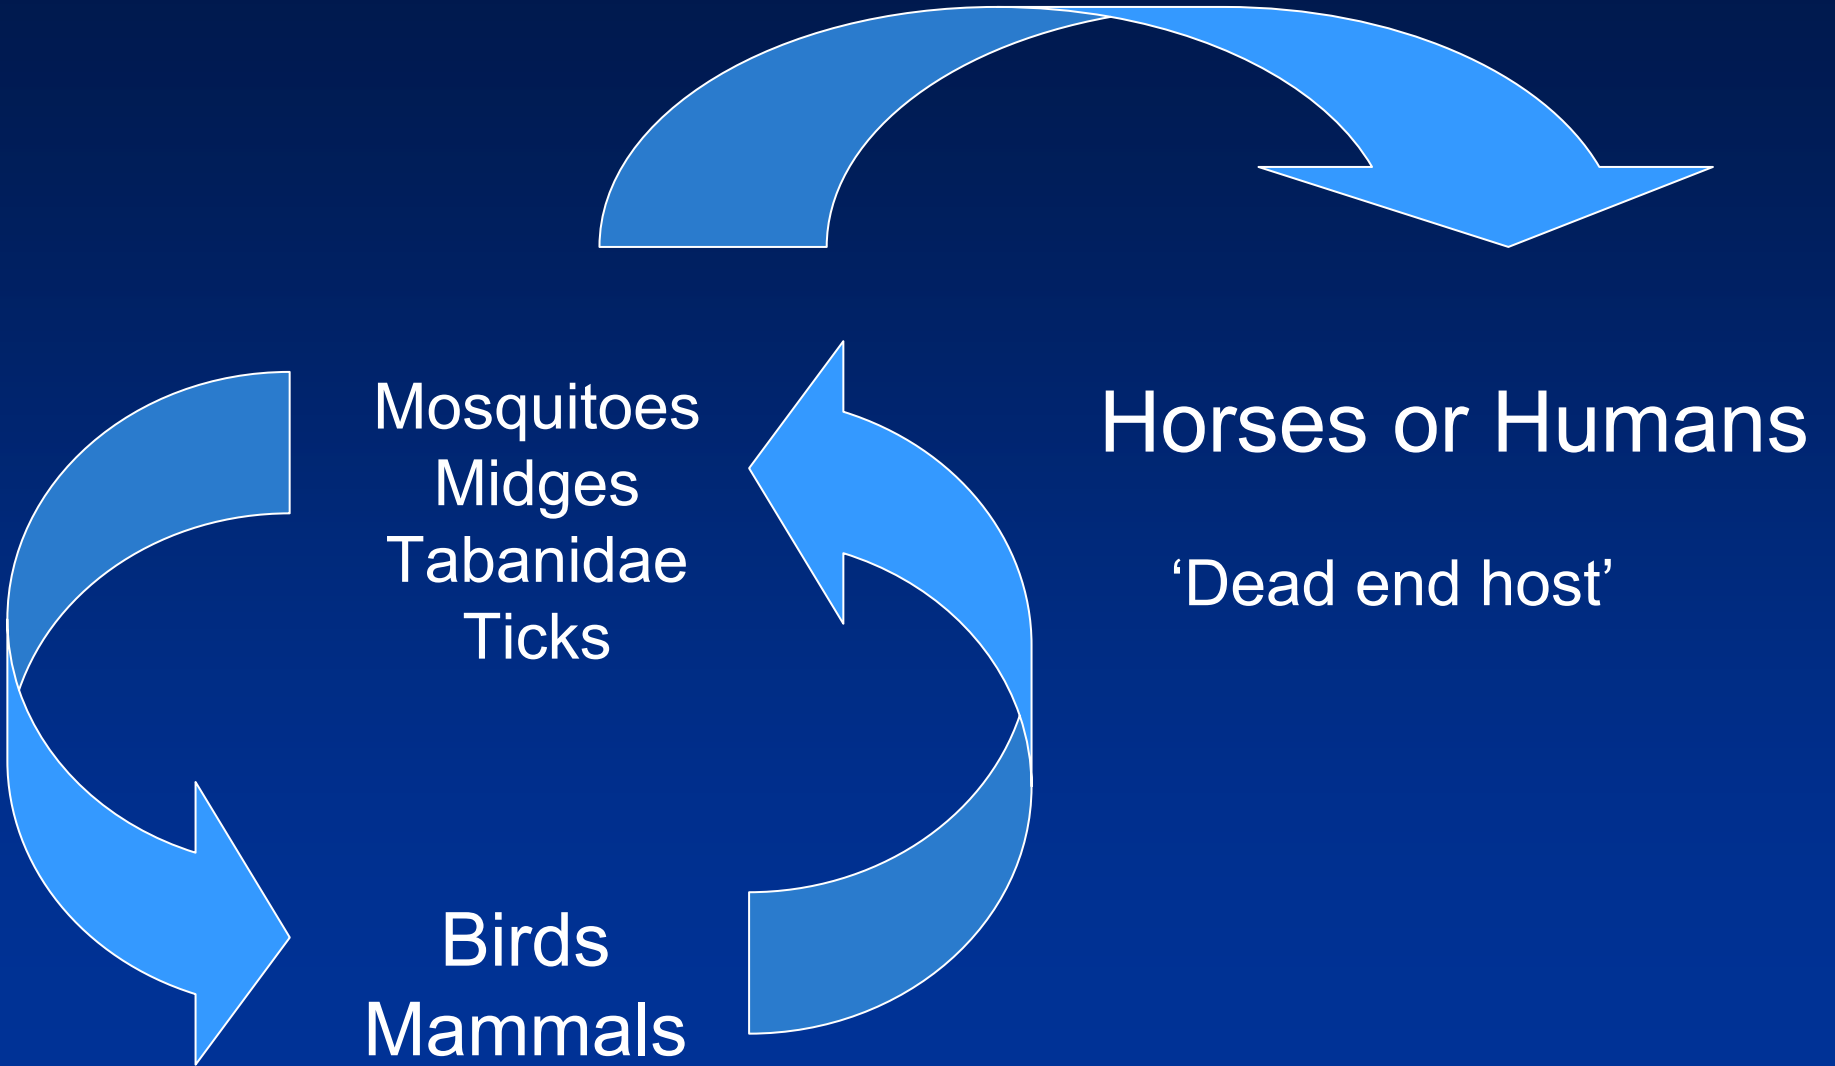 Mosquitoes
Midges
Tabanidae
Ticks
Horses or Humans
‘Dead end host’
Birds
Mammals